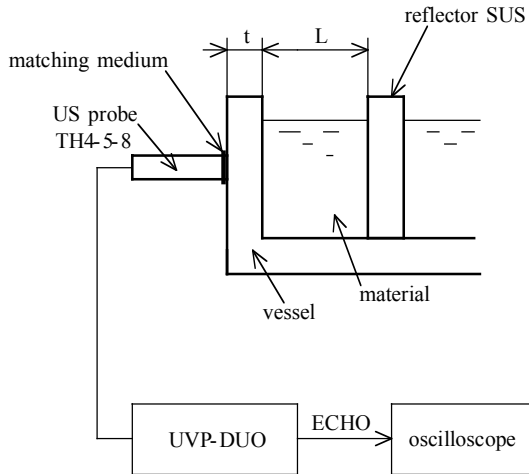 reflector SUS
t
L
matching medium
US probe
TH4-5-8
material
vessel
ECHO
UVP-DUO
oscilloscope